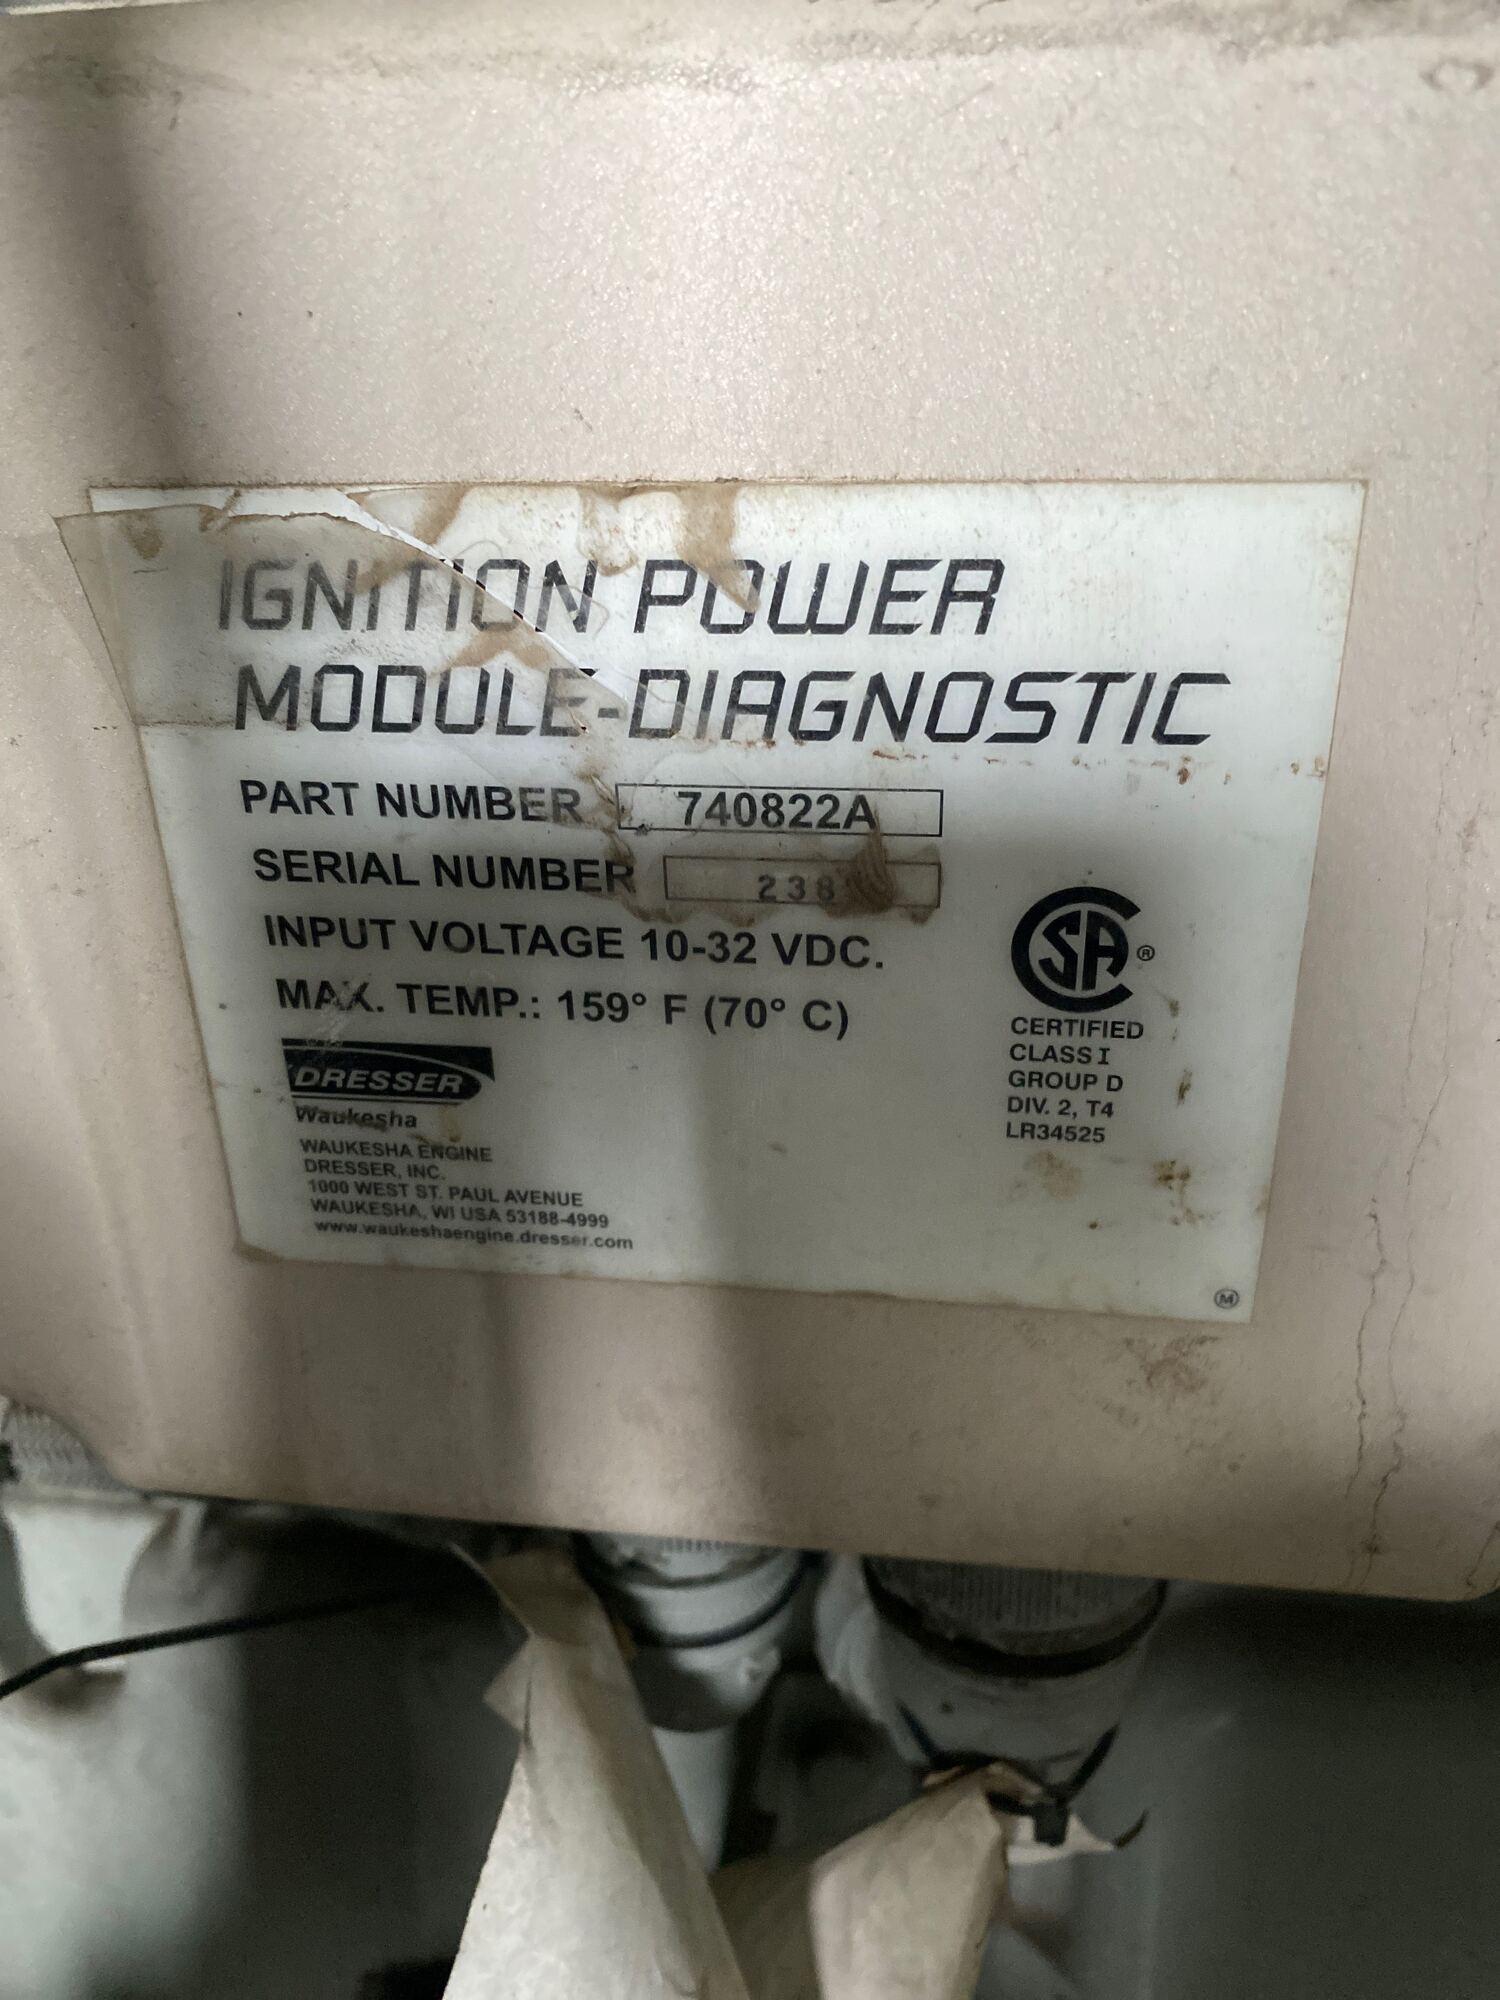 IGNITION POWER
MODULE-DIAGNOSTIC
PART NUMBER 740822A
SERIAL NUMBER
INPUT VOLTAGE 10-32 VDC.
MAX. TEMP.: 159° F (70° C)
DRESSER
Waukesha
WAUKESHA ENGINE
DRESSER, INC.
1000 WEST ST. PAUL AVENUE
WAUKESHA, WI USA 53188-4999
www.waukeshaengine.dresser.com
SA ®
CERTIFIED
CLASS I
GROUP D
DIV. 2, T4
LR34525
M